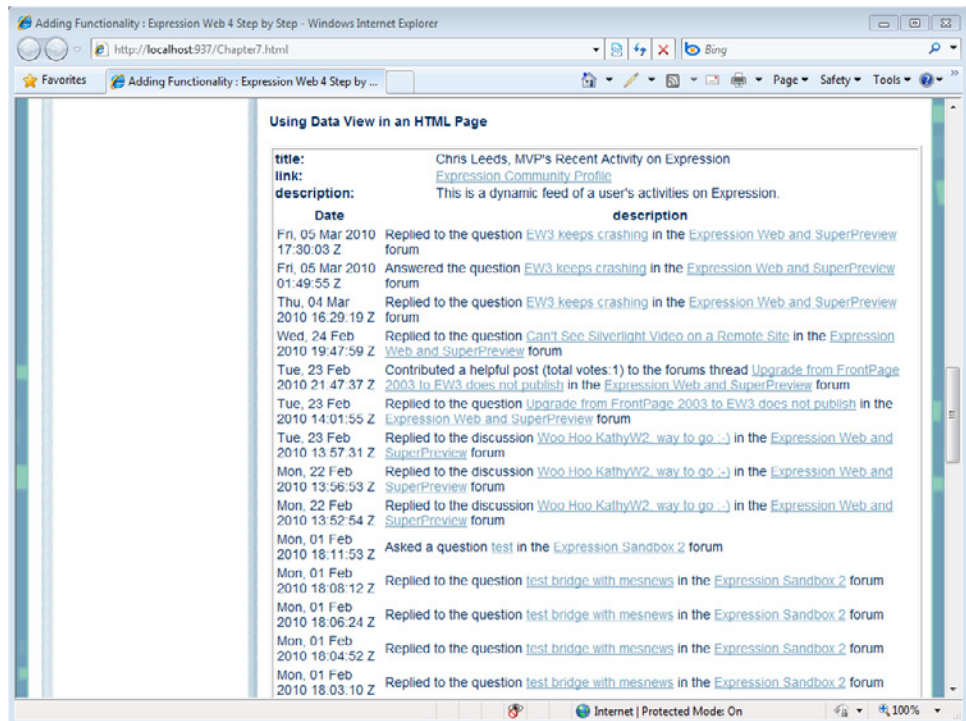 Adding Functionality : Expression Web 4 Step by Step - Windows Internet Explorer
http://localhost:937/Chapter7.html
Bing
Favorites
Adding Functionality : Expression Web 4 Step by ...
Page
Safety
Tools
Using Data View in an HTML Page
title: Chris Leeds, MVP's Recent Activity on Expression
link: Expression Community Profile
description: This is a dynamic feed of a user's activities on Expression.
Date description
Fri, 05 Mar 2010 Replied to the question EW3 keeps crashing in the Expression Web and SuperPreview
17:30:03 Z forum
Fri, 05 Mar 2010 Answered the question EW3 keeps crashing in the Expression Web and SuperPreview
01:49:55 Z forum
Thu, 04 Mar Replied to the question EW3 keeps crashing in the Expression Web and SuperPreview
2010 16:29:19 Z forum
Wed, 24 Feb Replied to the question Can't See Silverlight Video on a Remote Site in the Expression
2010 19:47:59 Z Web and SuperPreview forum
Tue, 23 Feb Contributed a helpful post (total votes:1) to the forums thread Upgrade from FrontPage
2010 21:47:37 Z 2003 to EW3 does not publish in the Expression Web and SuperPreview forum
Tue, 23 Feb Replied to the question Upgrade from FrontPage 2003 to EW3 does not publish in the
2010 14:01:55 Z Expression Web and SuperPreview forum
Tue, 23 Feb Replied to the discussion Woo Hoo KathyW2, way to go :-) in the Expression Web and
2010 13:57:31 Z SuperPreview forum
Mon, 22 Feb Replied to the discussion Woo Hoo KathyW2, way to go :-) in the Expression Web and
2010 13:56:53 Z SuperPreview forum
Mon, 22 Feb Replied to the discussion Woo Hoo KathyW2, way to go :-) in the Expression Web and
2010 13:52:54 Z SuperPreview forum
Mon, 01 Feb
2010 18:11:53 Z Asked a question test in the Expression Sandbox 2 forum
Mon, 01 Feb
2010 18:08:12 Z Replied to the question test bridge with mesnews in the Expression Sandbox 2 forum
Mon, 01 Feb
2010 18:06:24 Z Replied to the question test bridge with mesnews in the Expression Sandbox 2 forum
Mon, 01 Feb
2010 18:04:52 Z Replied to the question test bridge with mesnews in the Expression Sandbox 2 forum
Mon, 01 Feb
2010 18:03:10 Z Replied to the question test bridge with mesnews in the Expression Sandbox 2 forum
Internet | Protected Mode: On
100%